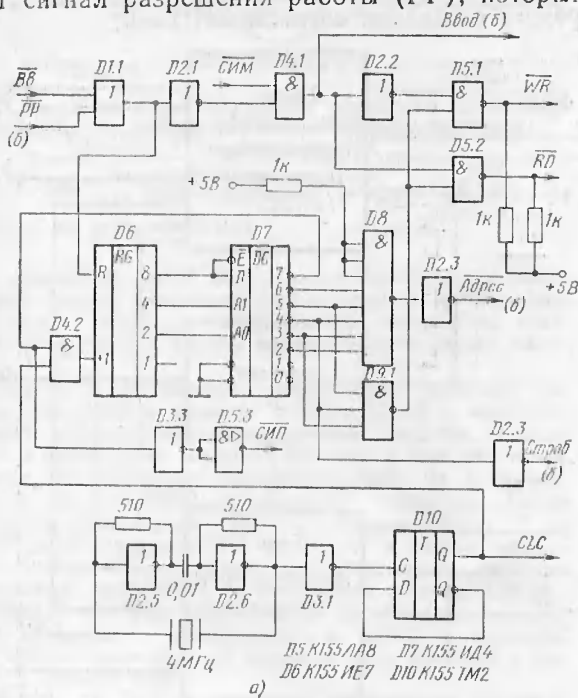 сигнал разрешения работы (РР), которы
Ввод (б)
D1.1
D2.1
СИМ
D4.1
D2.2
D5.1
Вв
РР
(б)
1
1
&
1
&
WR
D5.2
&
RD
+5В
1к
D8
1к
1к
+5В
D6
D7
&
D2.3
1
Адрес
(б)
R
RG
8
4
2
1
+1
Е
D
A1
A0
DC
7
6
5
4
3
2
1
0
D4.2
&
D9.1
&
D3.3
1
D5.3
&▷
СИП
D2.3
1
Строб
(б)
510
510
D10
1
D2.5
0,01
1
D2.6
1
D3.1
C
D
T
Q
Q
CLC
4МГц
D5 К155ЛА8
D7 К155ИД4
D6 К155ИЕ7
D10 К155ТМ2
а)